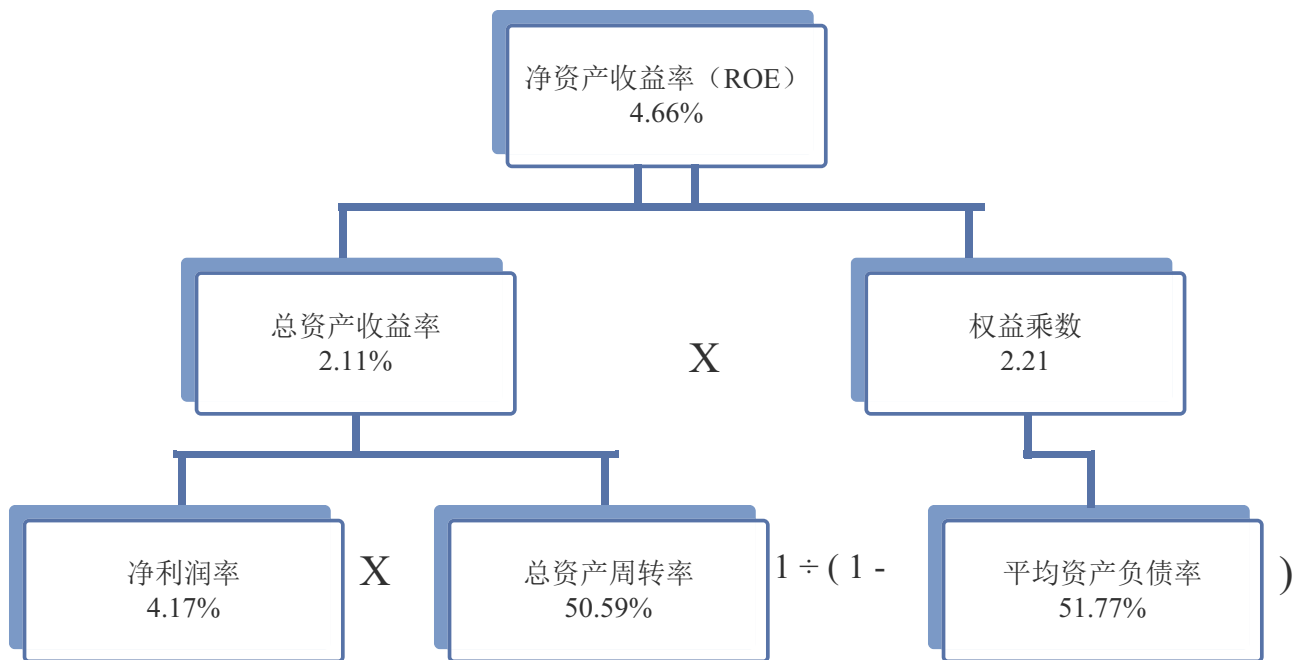 净资产收益率（ROE）
4.66%
总资产收益率
2.11%
X
权益乘数
2.21
净利润率
4.17%
X
总资产周转率
50.59%
1 ÷ ( 1 -
平均资产负债率
51.77%
)